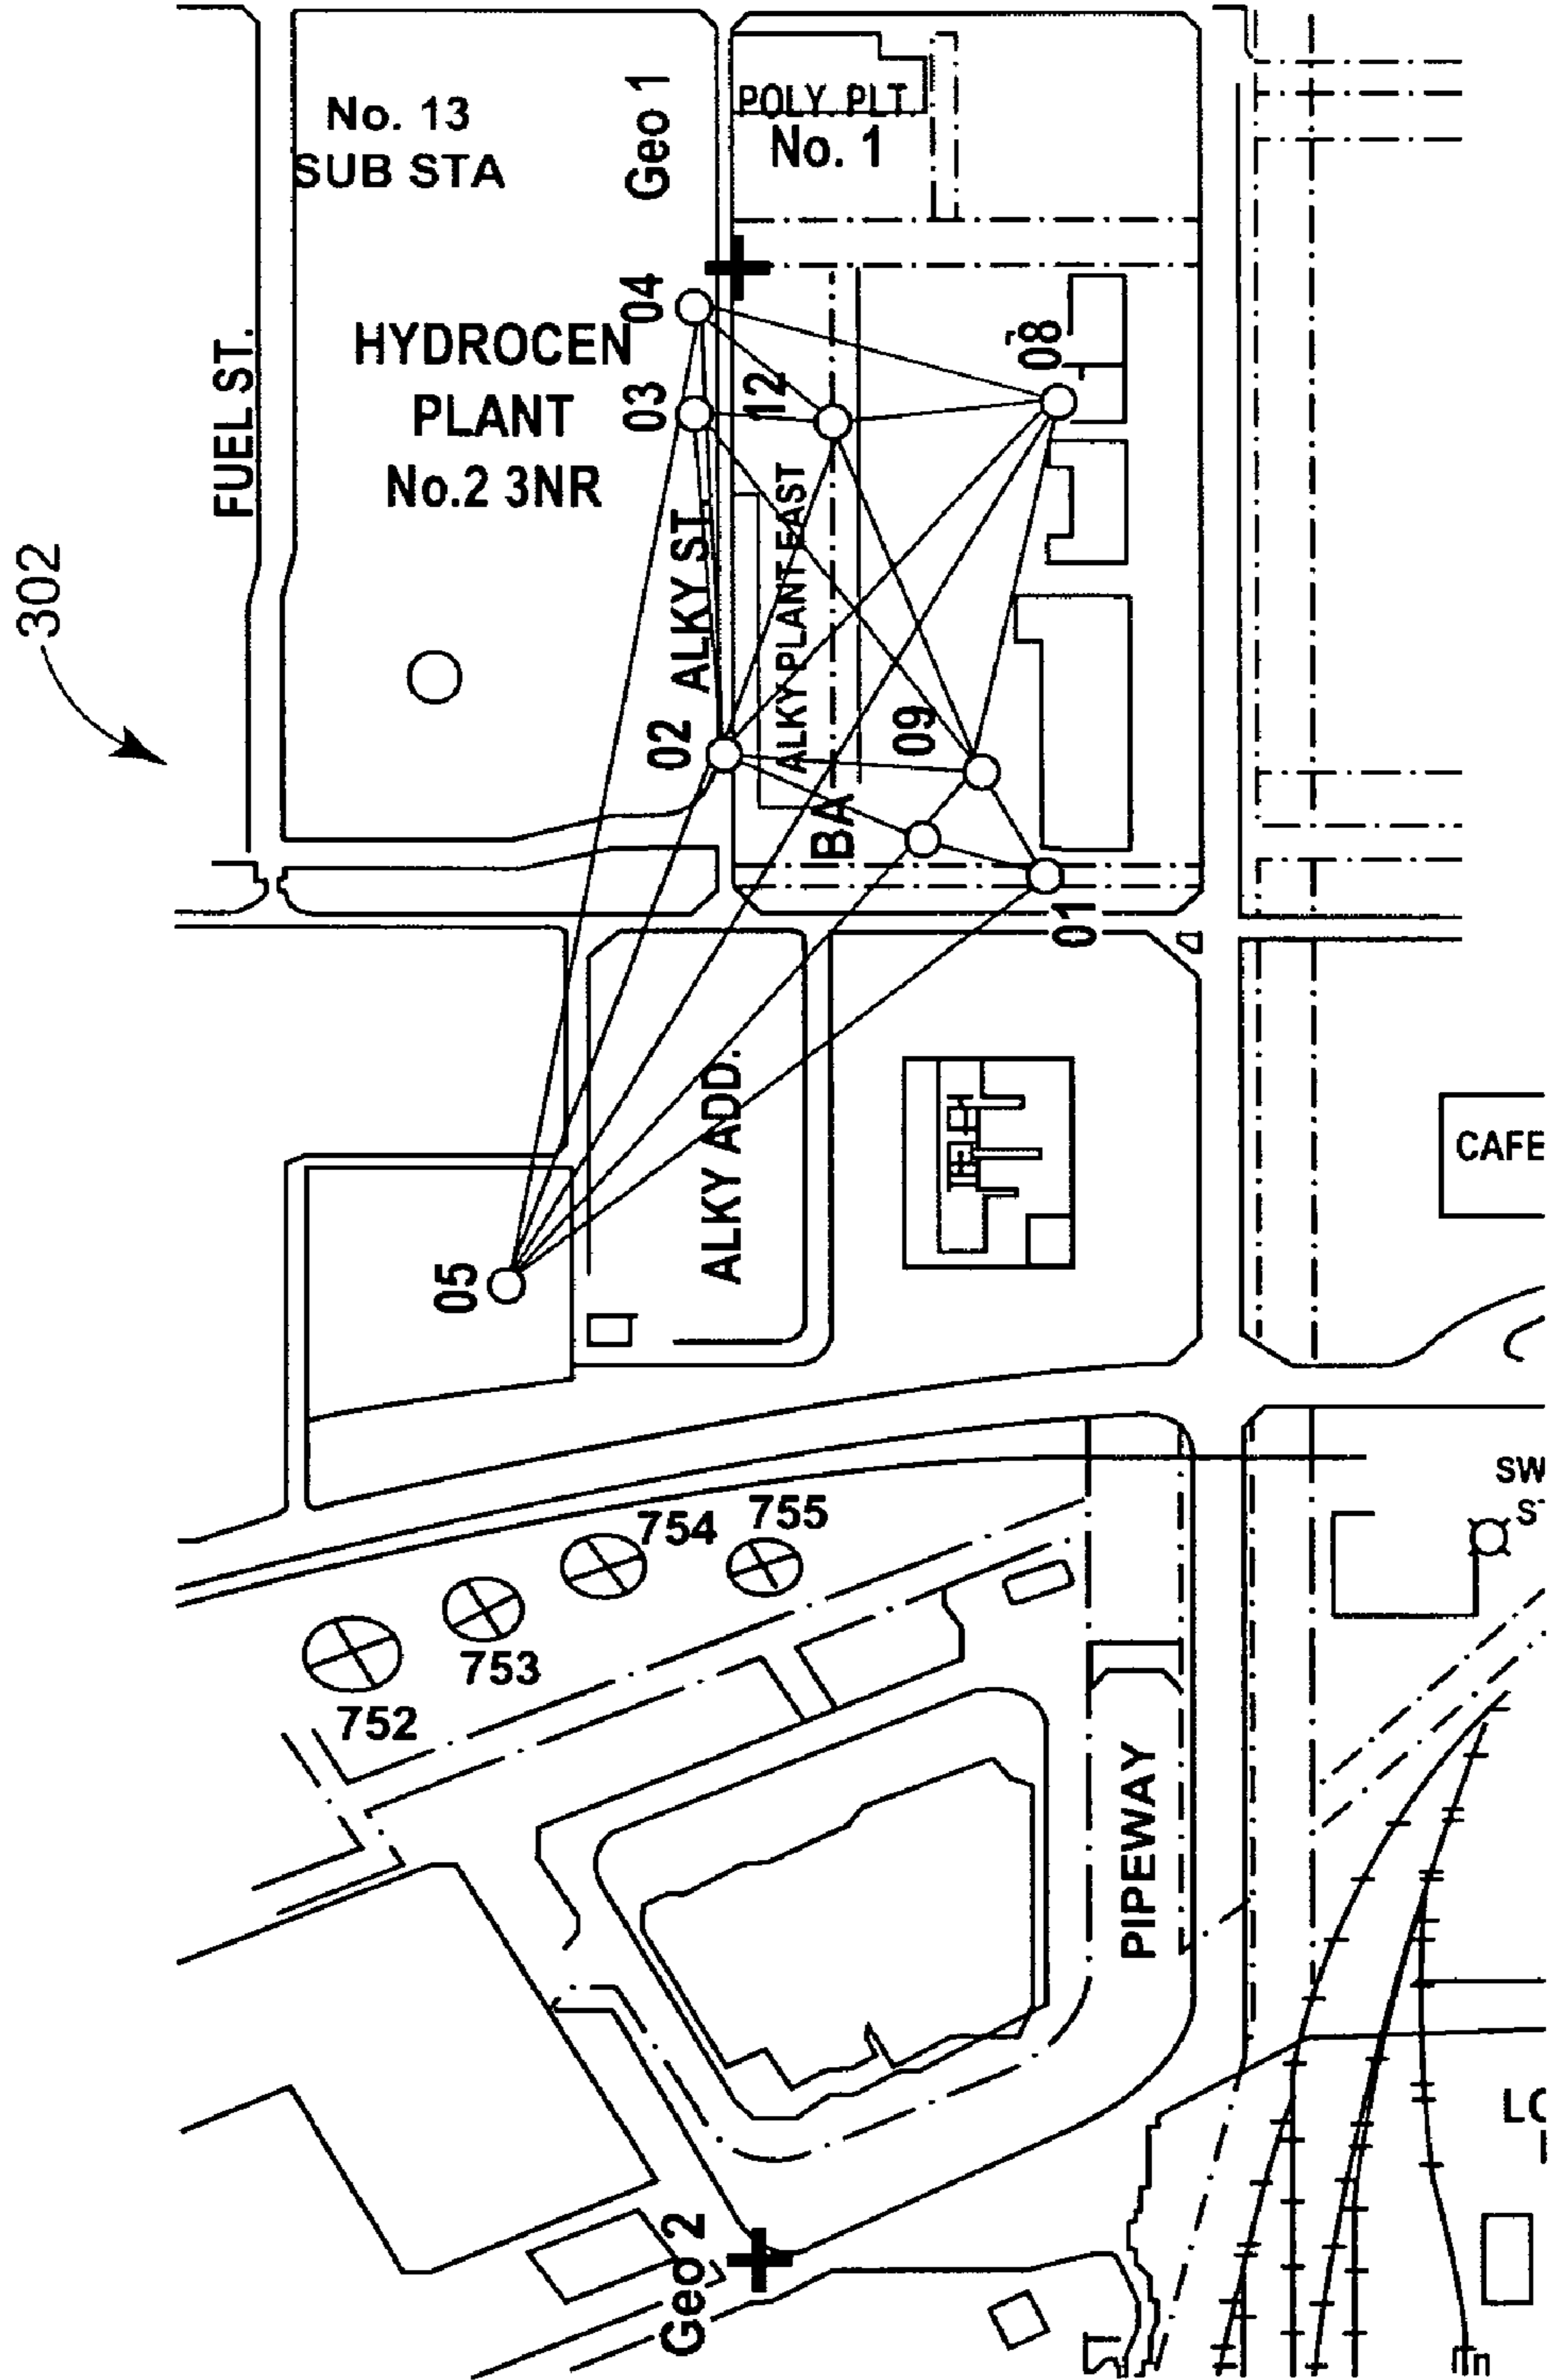 No. 13
SUB STA
Geo 1
POLY PLT
No. 1
FUEL ST.
HYDROCEN
PLANT
No.2 3NR
04
03
12
08
302
ALKY ST.
ALKY PLANT EAST
02
09
BA
01
05
ALKY ADD.
CAFE
SW
S
754
755
753
752
PIPEWAY
Geo 2